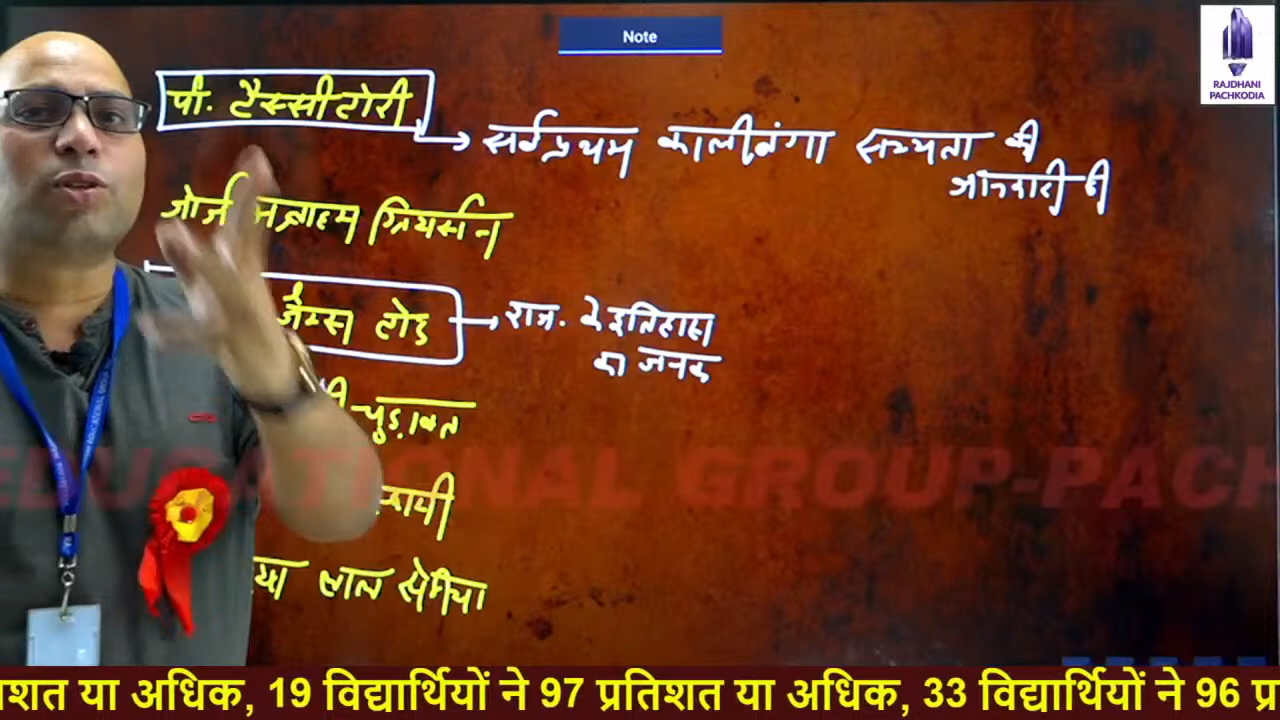 Note
RAJDHANI
PACHKODIA
पी. टैस्सीटोरी
सर्वप्रथम कालीबंगा सभ्यता की
जानकारी दी
जोर्ज अब्राहम ग्रियर्सन
जैम्स टोड
राज. के इतिहास
का जनक
चुड़ावत
लाल सेठिया
EDUCATIONAL GROUP-PACH
तिशत या अधिक, 19 विद्यार्थियों ने 97 प्रतिशत या अधिक, 33 विद्यार्थियों ने 96 प्र